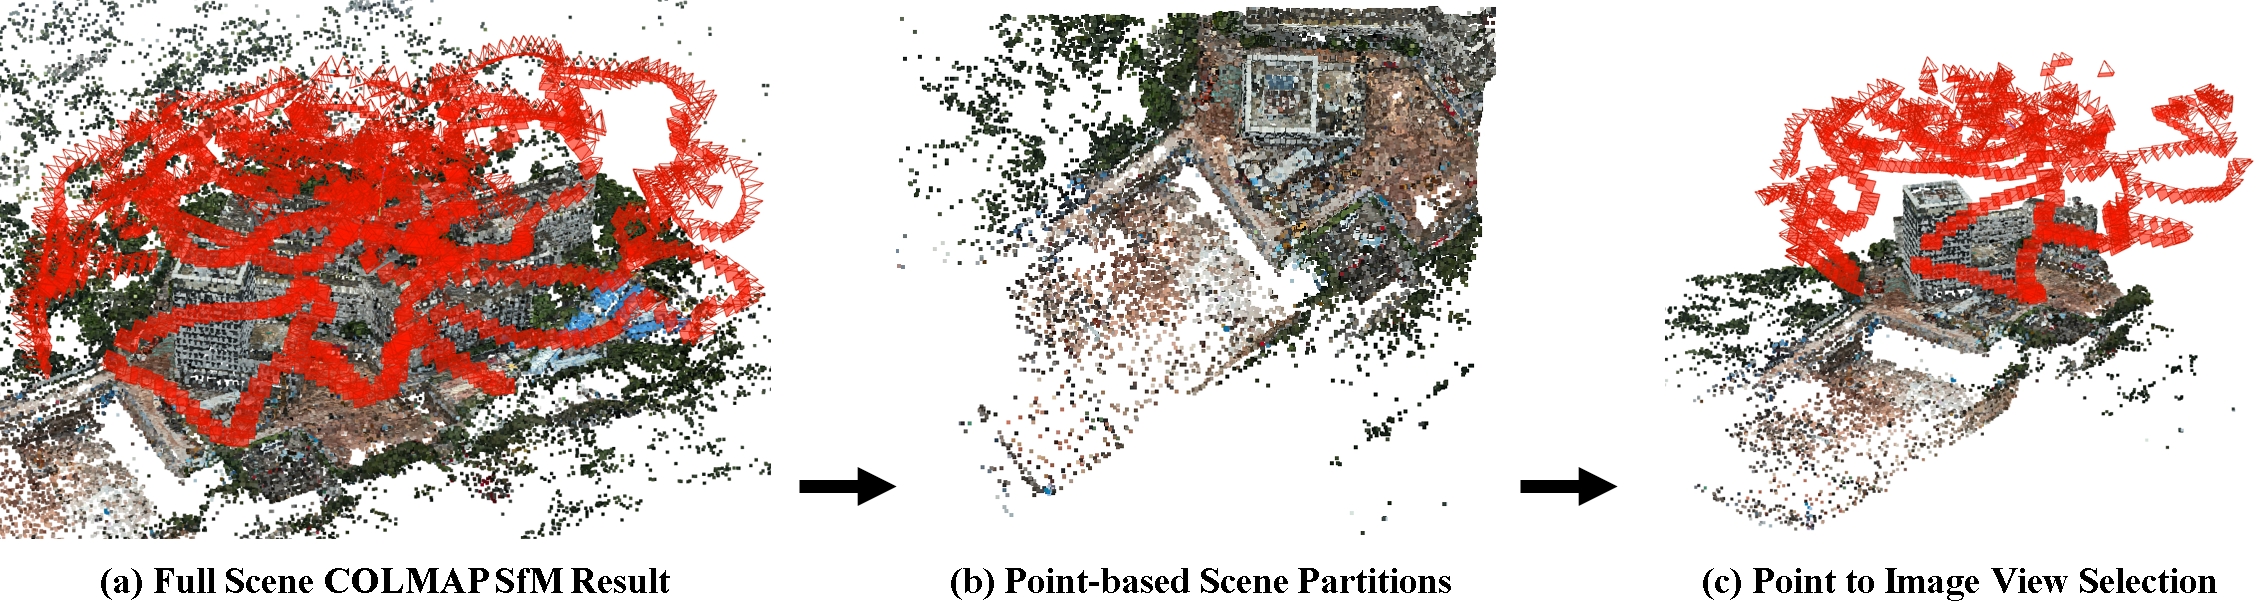 (a) Full Scene COLMAP SfM Result
(b) Point-based Scene Partitions
(c) Point to Image View Selection